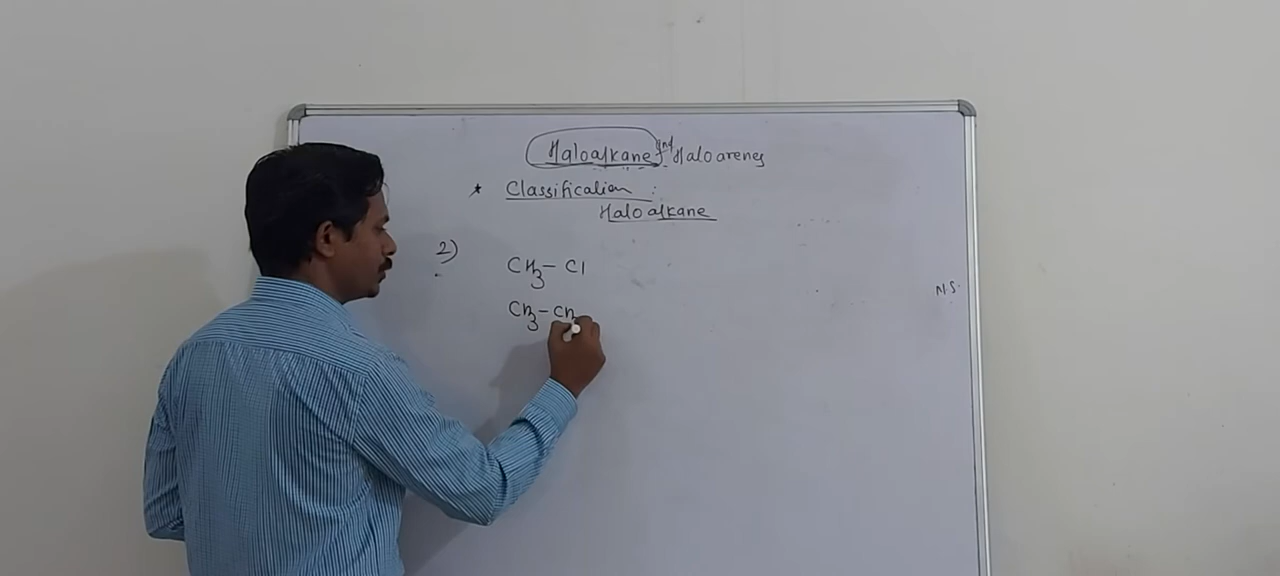 Haloalkane and Haloarenes
* Classification :
Haloalkane
2)
CH3 - Cl
N.S.
CH3 - CH